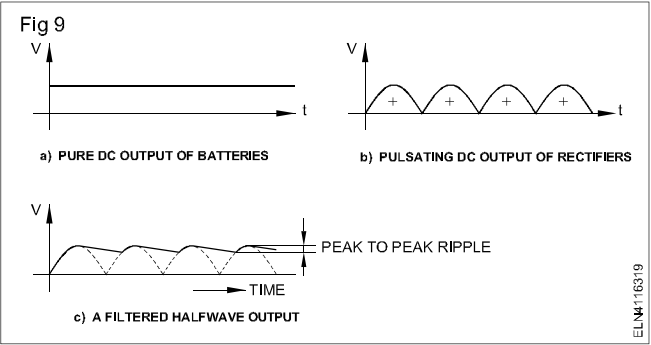 Fig 9
V
t
a) PURE DC OUTPUT OF BATTERIES
V
+ + + +
t
b) PULSATING DC OUTPUT OF RECTIFIERS
V
PEAK TO PEAK RIPPLE
TIME
c) A FILTERED HALFWAVE OUTPUT
ELN4116319